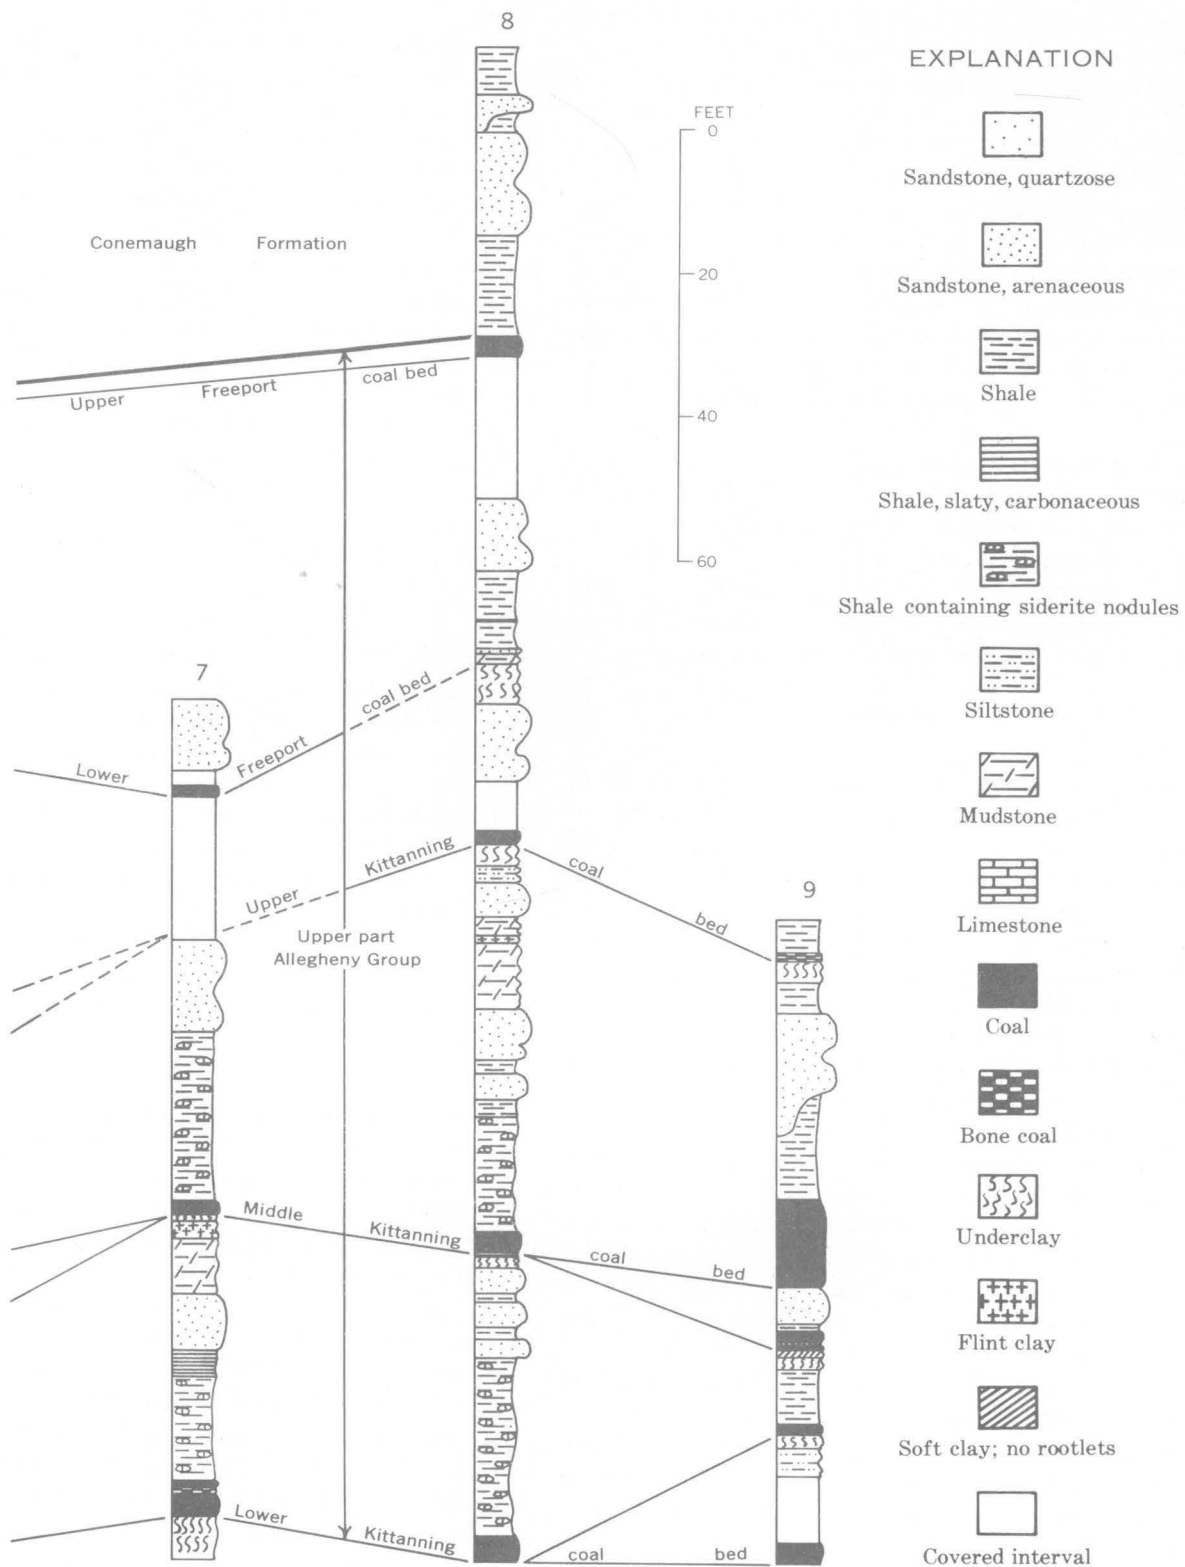 8
EXPLANATION
FEET
0
20
40
60
Sandstone, quartzose
Sandstone, arenaceous
Shale
Shale, slaty, carbonaceous
Shale containing siderite nodules
Siltstone
Mudstone
Limestone
Coal
Bone coal
Underclay
Flint clay
Soft clay; no rootlets
Covered interval
Conemaugh Formation
Upper Freeport coal bed
7
Lower Freeport coal bed
Upper Kittanning coal bed
9
Upper part
Allegheny Group
Middle Kittanning coal bed
Lower Kittanning coal bed